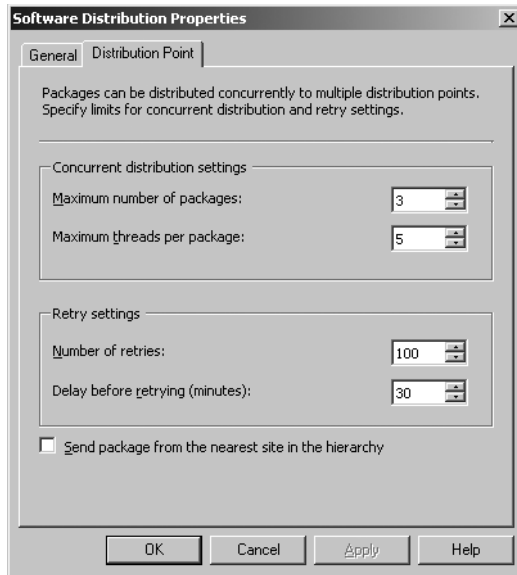 Software Distribution Properties
General
Distribution Point
Packages can be distributed concurrently to multiple distribution points.
Specify limits for concurrent distribution and retry settings.
Concurrent distribution settings
Maximum number of packages: 3
Maximum threads per package: 5
Retry settings
Number of retries: 100
Delay before retrying (minutes): 30
Send package from the nearest site in the hierarchy
OK Cancel Apply Help